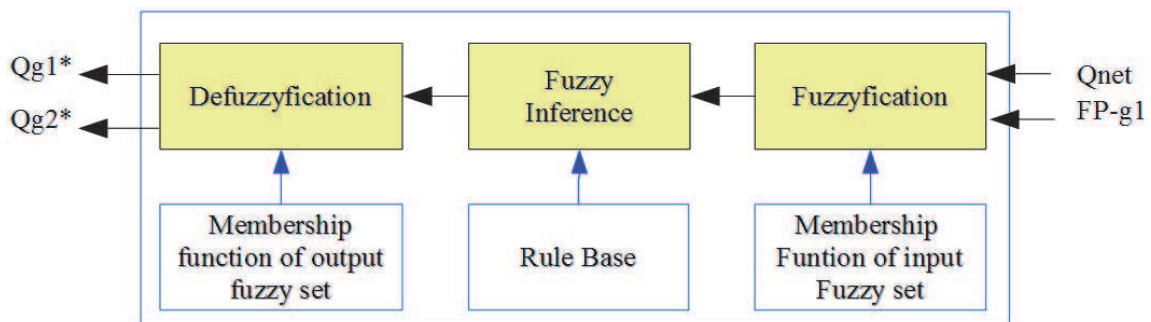 Qg1*
Qg2*
Defuzzyfication
Fuzzy
Inference
Fuzzyfication
Qnet
FP-g1
Membership
function of output
fuzzy set
Rule Base
Membership
Funtion of input
Fuzzy set